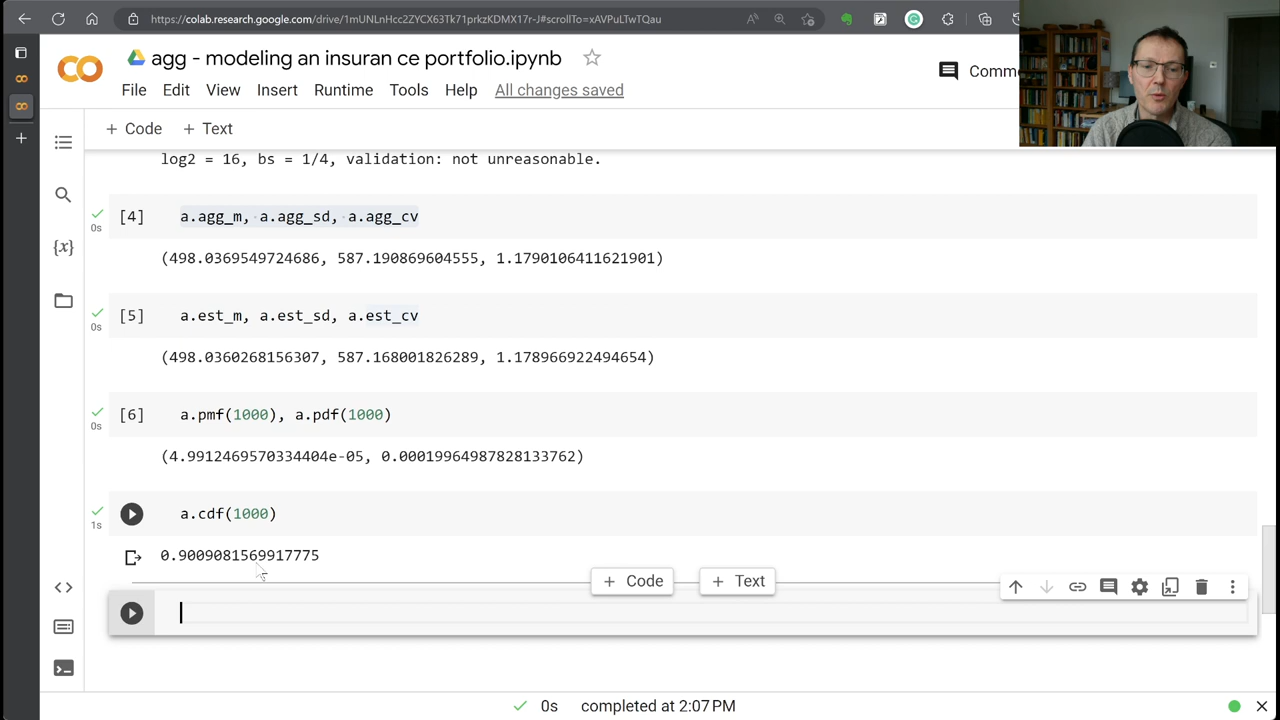 https://colab.research.google.com/drive/1mUNLnHcc2ZYCX63Tk71prkzKDMX17r-J#scrollTo=xAVPuLTwTQau
agg - modeling an insuran ce portfolio.ipynb
File Edit View Insert Runtime Tools Help All changes saved
Comme
+ Code + Text
log2 = 16, bs = 1/4, validation: not unreasonable.
[4] a.agg_m, a.agg_sd, a.agg_cv
0s
(498.0369549724686, 587.190869604555, 1.1790106411621901)
[5] a.est_m, a.est_sd, a.est_cv
0s
(498.0360268156307, 587.168001826289, 1.178966922494654)
[6] a.pmf(1000), a.pdf(1000)
0s
(4.9912469570334404e-05, 0.00019964987828133762)
a.cdf(1000)
1s
0.9009081569917775
+ Code + Text
0s completed at 2:07 PM